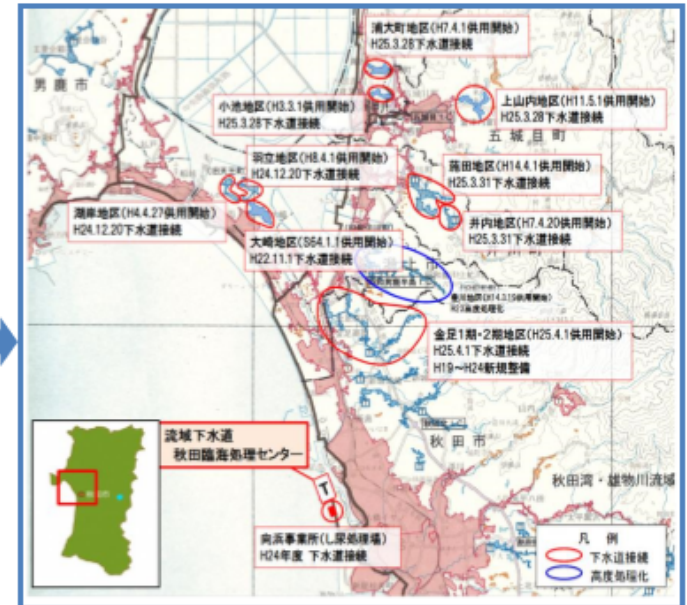 浦大町地区(H7.4.1供用開始)
H25.3.28下水道接続
男鹿市
小池地区(H3.3.1供用開始)
H25.3.28下水道接続
上山内地区(H11.5.1供用開始)
H25.3.28下水道接続
五城目町
羽立地区(H8.4.1供用開始)
H24.12.20下水道接続
H25.3.31下水道接続
湖岸地区(H4.4.27供用開始)
H24.12.20下水道接続
井内地区(H7.4.20供用開始)
H25.3.31下水道接続
大崎地区(S64.1.1供用開始)
H22.11.1下水道接続
金足1期・2期地区(H25.4.1供用開始)
H25.4.1下水道接続
H19～H24新規整備
秋田市
流域下水道
秋田臨海処理センター
T
秋田湾・雄物川流域
向浜事業所(し尿処理場)
H24年度 下水道接続
凡 例
下水道接続
高度処理化